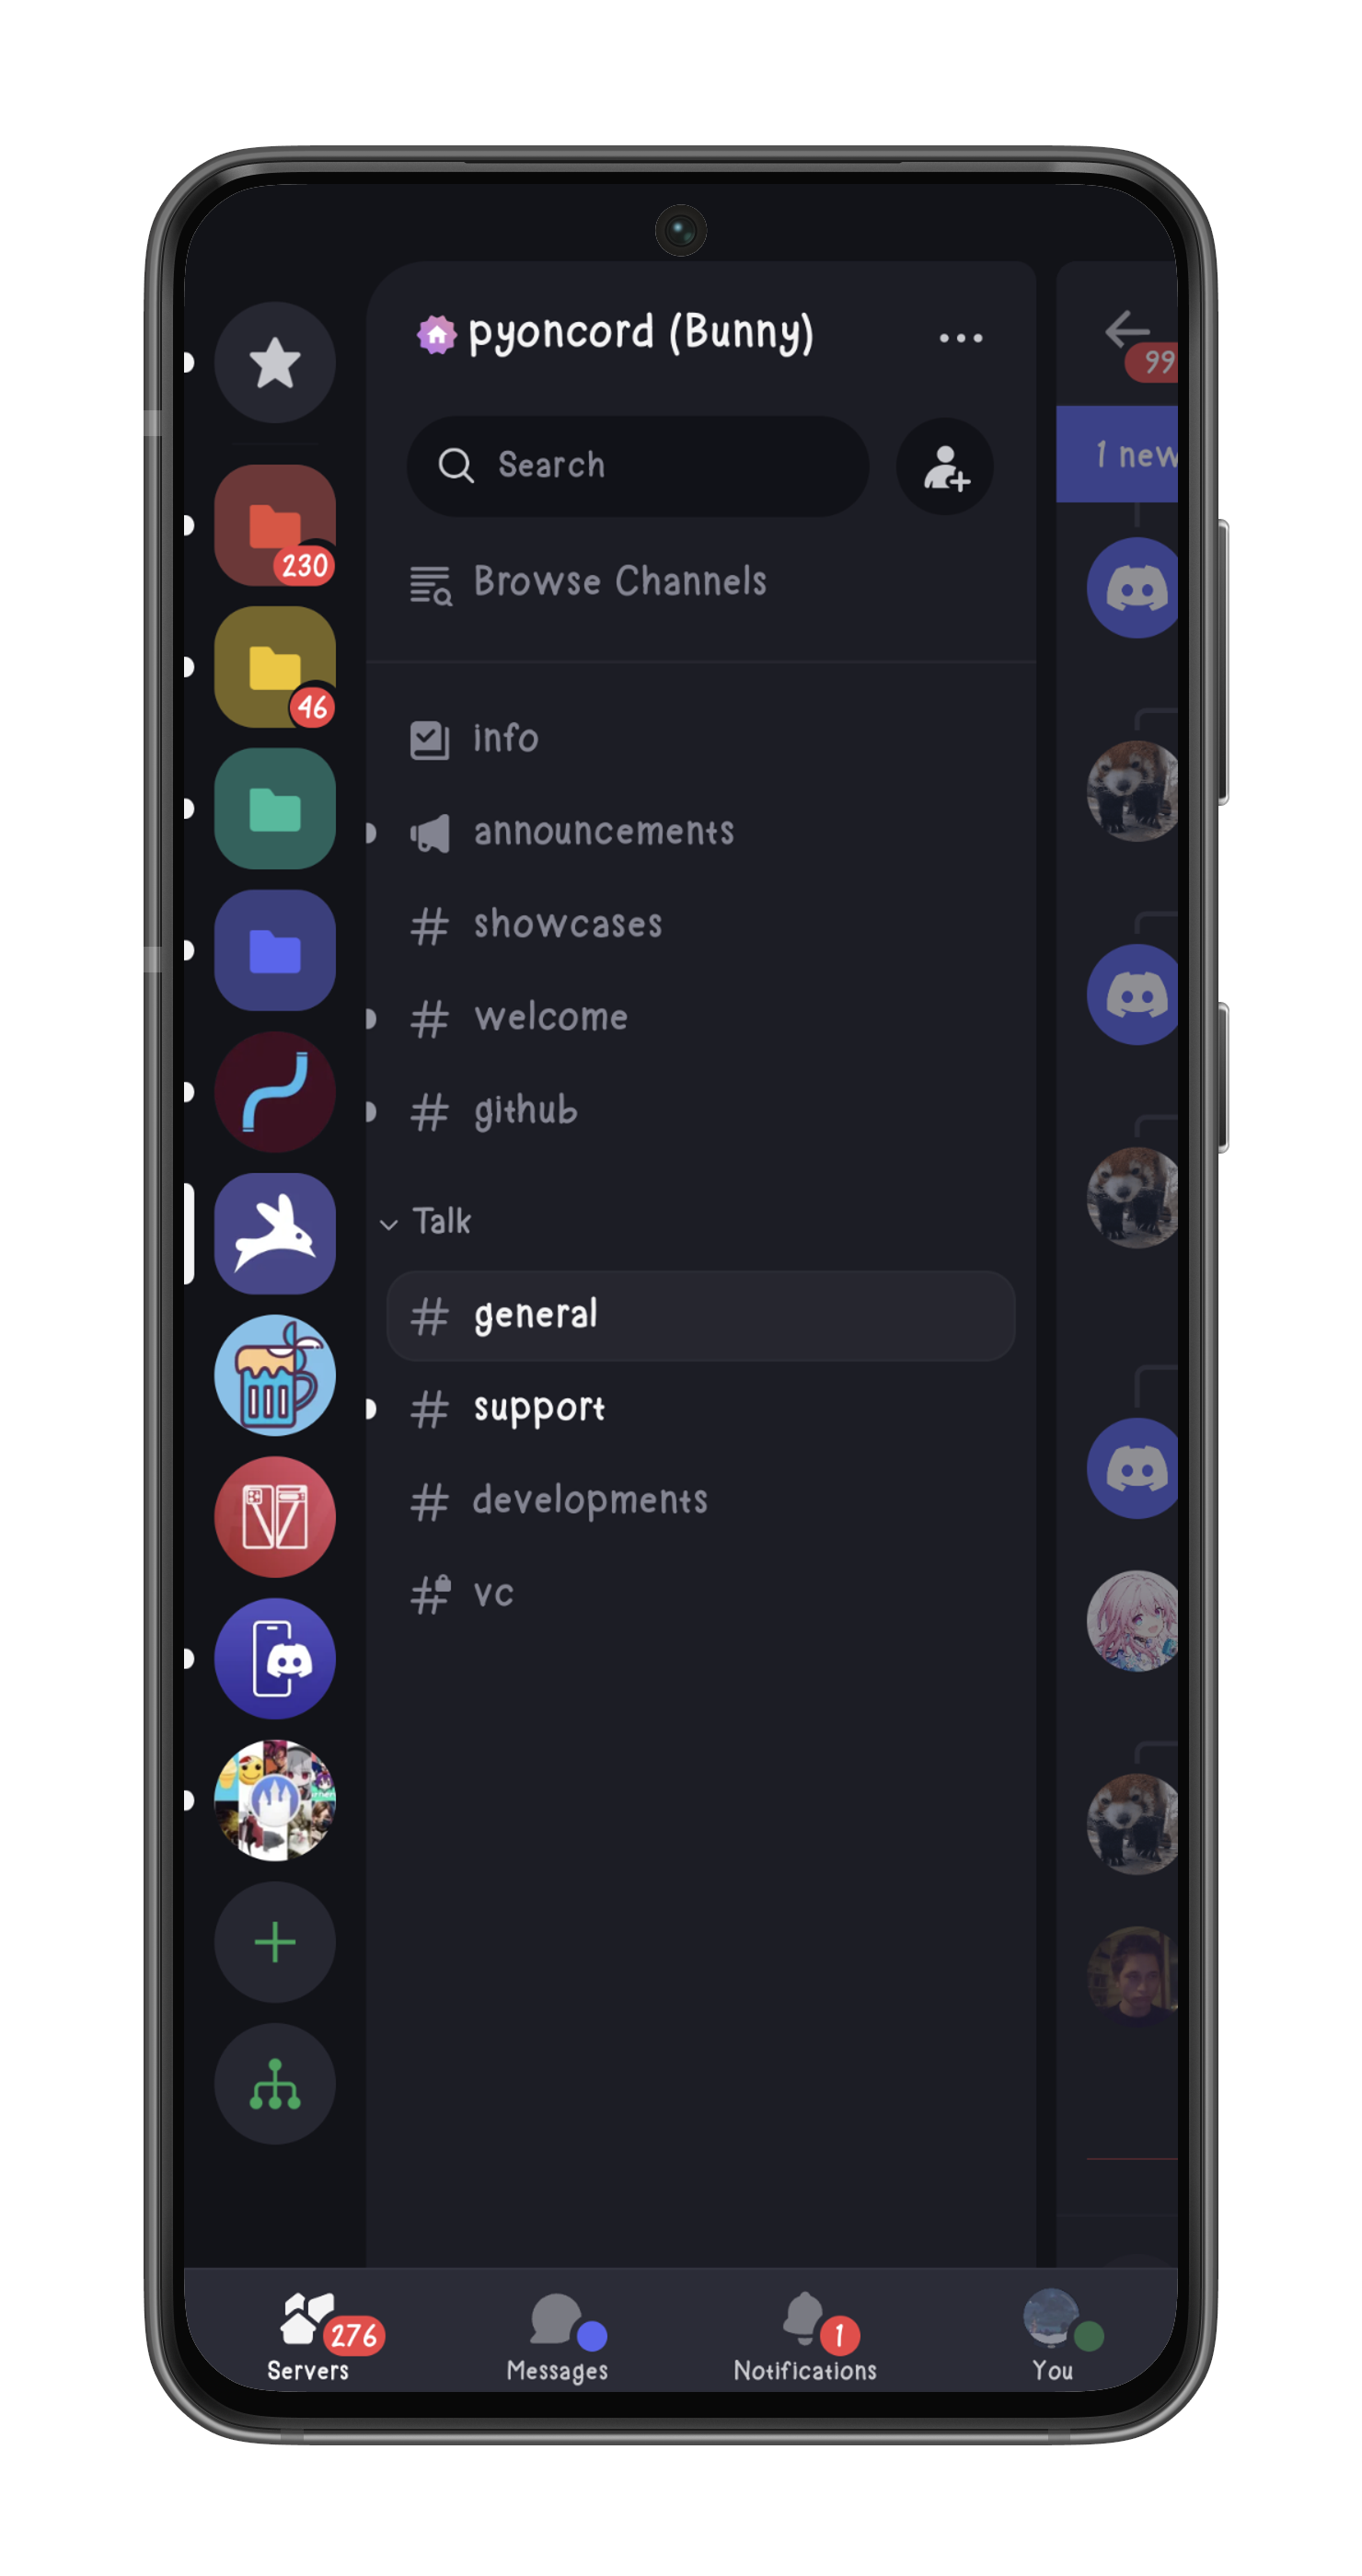 pyoncord (Bunny)
Search
Browse Channels
230
46
info
announcements
showcases
welcome
github
Talk
general
support
developments
vc
99
1 new
276
Servers
Messages
1
Notifications
You